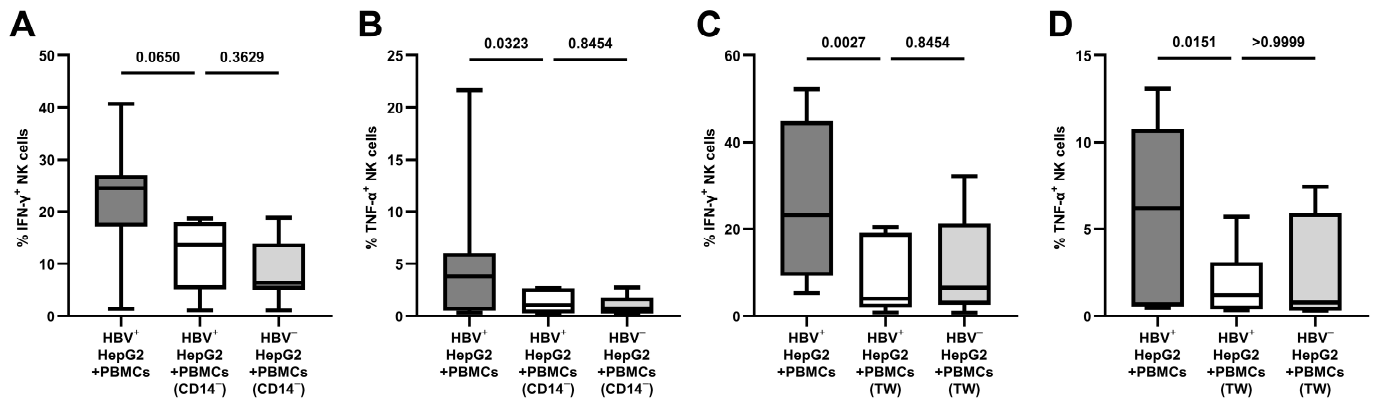 A
% IFN-γ⁺ NK cells
50
40
30
20
10
0
0.0650
0.3629
HBV⁺
HepG2
+PBMCs
HBV⁺
HepG2
+PBMCs
(CD14⁻)
HBV⁻
HepG2
+PBMCs
(CD14⁻)
B
% TNF-α⁺ NK cells
25
20
15
10
5
0
0.0323
0.8454
HBV⁺
HepG2
+PBMCs
HBV⁺
HepG2
+PBMCs
(CD14⁻)
HBV⁻
HepG2
+PBMCs
(CD14⁻)
C
% IFN-γ⁺ NK cells
60
40
20
0
0.0027
0.8454
HBV⁺
HepG2
+PBMCs
HBV⁺
HepG2
+PBMCs
(TW)
HBV⁻
HepG2
+PBMCs
(TW)
D
% TNF-α⁺ NK cells
15
10
5
0
0.0151
>0.9999
HBV⁺
HepG2
+PBMCs
HBV⁺
HepG2
+PBMCs
(TW)
HBV⁻
HepG2
+PBMCs
(TW)